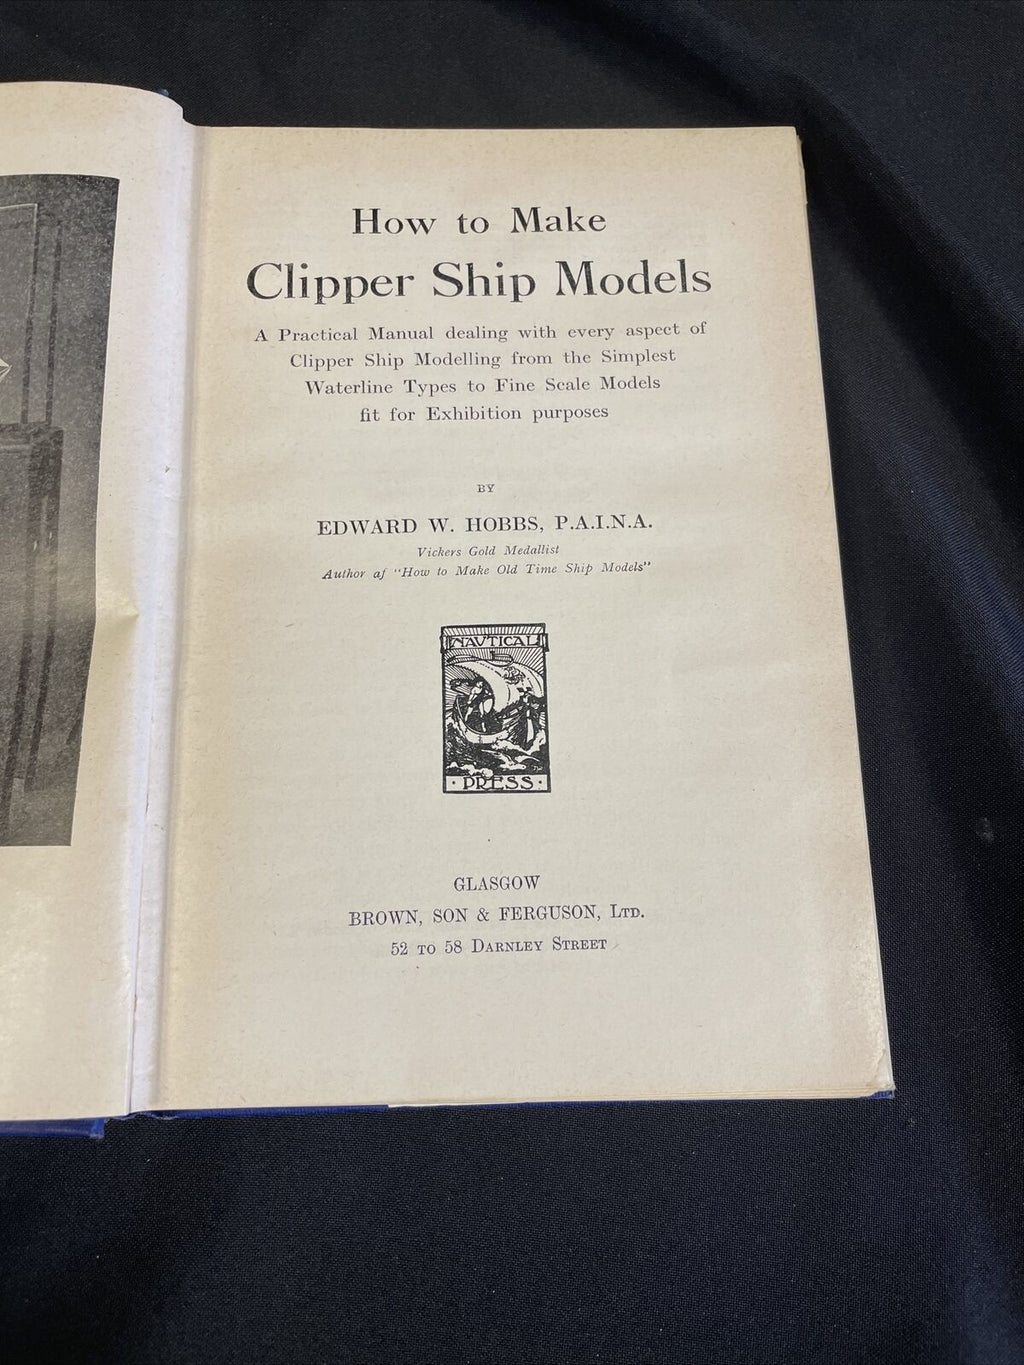 How to Make
Clipper Ship Models
A Practical Manual dealing with every aspect of
Clipper Ship Modelling from the Simplest
Waterline Types to Fine Scale Models
fit for Exhibition purposes
BY
EDWARD W. HOBBS, P.A.I.N.A.
Vickers Gold Medallist
Author af "How to Make Old Time Ship Models"
NAVTICAL
· PRESS ·
GLASGOW
BROWN, SON & FERGUSON, LTD.
52 TO 58 DARNLEY STREET